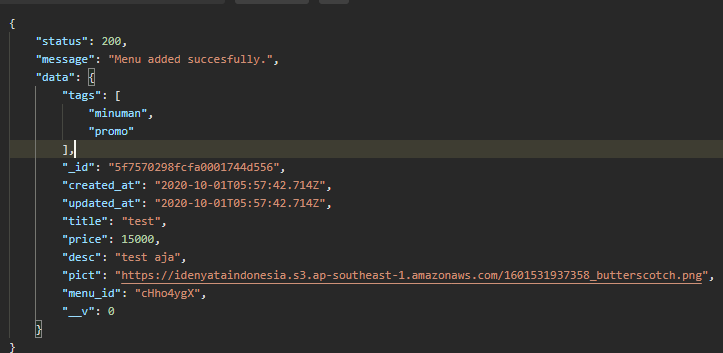 {
"status": 200,
"message": "Menu added succesfully.",
"data": {
"tags": [
"minuman",
"promo"
],
"_id": "5f7570298fcfa0001744d556",
"created_at": "2020-10-01T05:57:42.714Z",
"updated_at": "2020-10-01T05:57:42.714Z",
"title": "test",
"price": 15000,
"desc": "test aja",
"pict": "https://idenyataindonesia.s3.ap-southeast-1.amazonaws.com/1601531937358_butterscotch.png",
"menu_id": "cHho4ygX",
"__v": 0
}
}